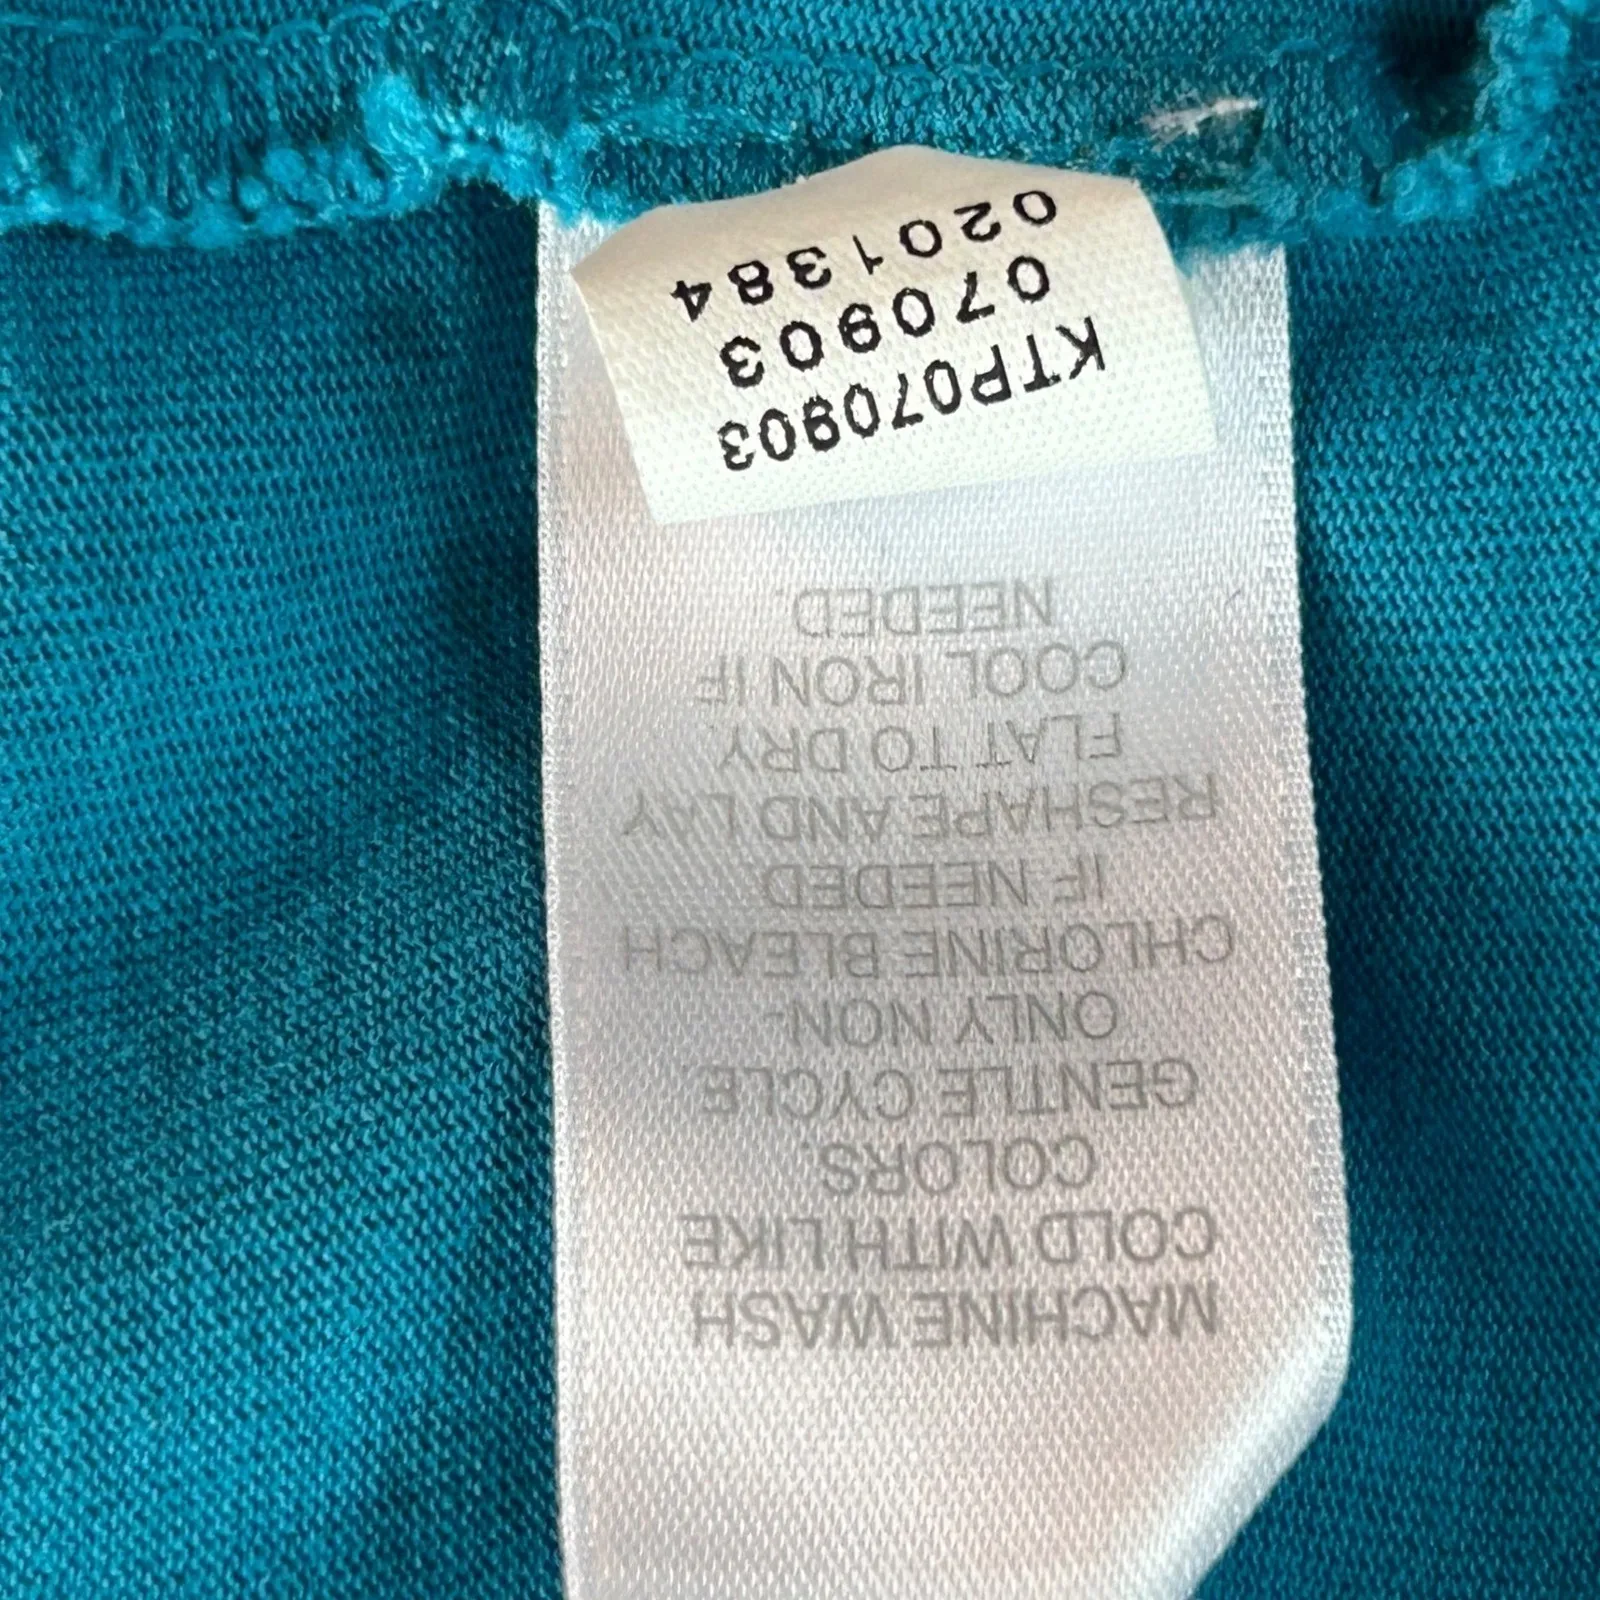 KTP070903
070903
0201384
MACHINE WASH
COLD WITH LIKE
COLORS.
GENTLE CYCLE
ONLY NON-
CHLORINE BLEACH
IF NEEDED
RESHAPE AND LAY
FLAT TO DRY
COOL IRON IF
NEEDED.